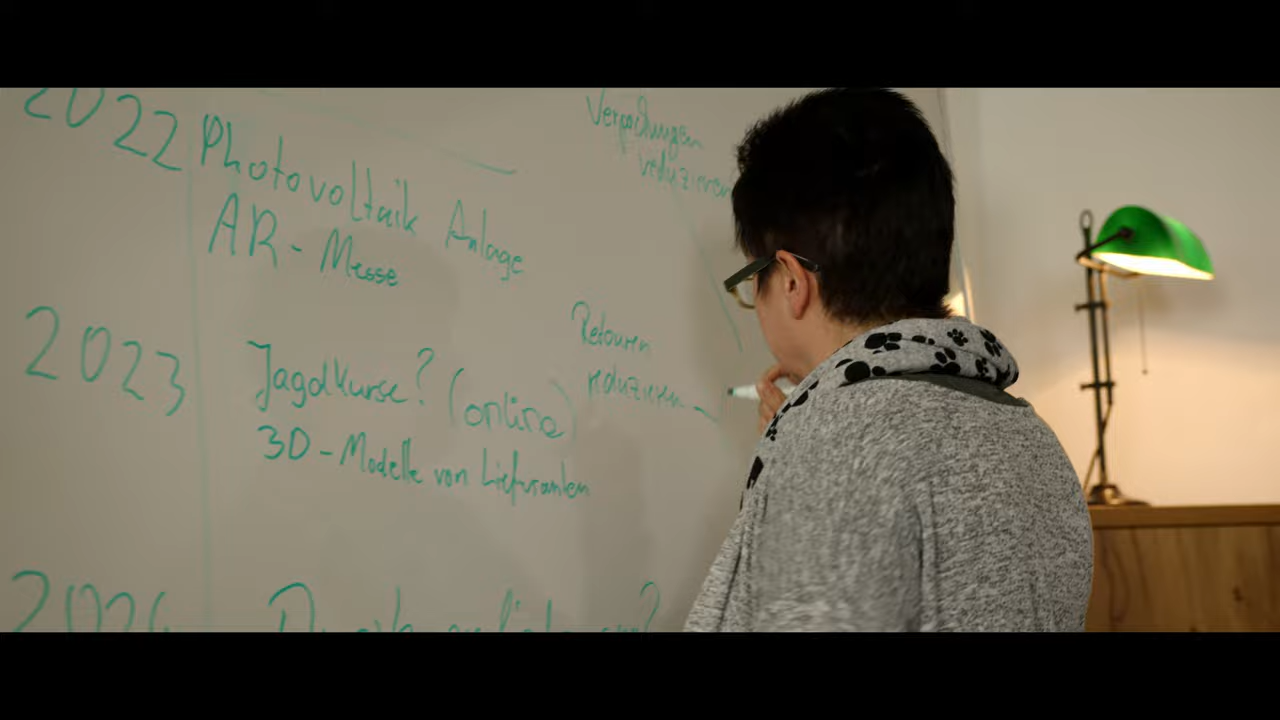 2022 Photovoltaik Anlage
AR-Messe
Verpackungen
reduzieren
2023 Jagdkurse? (online)
3D-Modelle von Lieferanten
Retouren
reduzieren